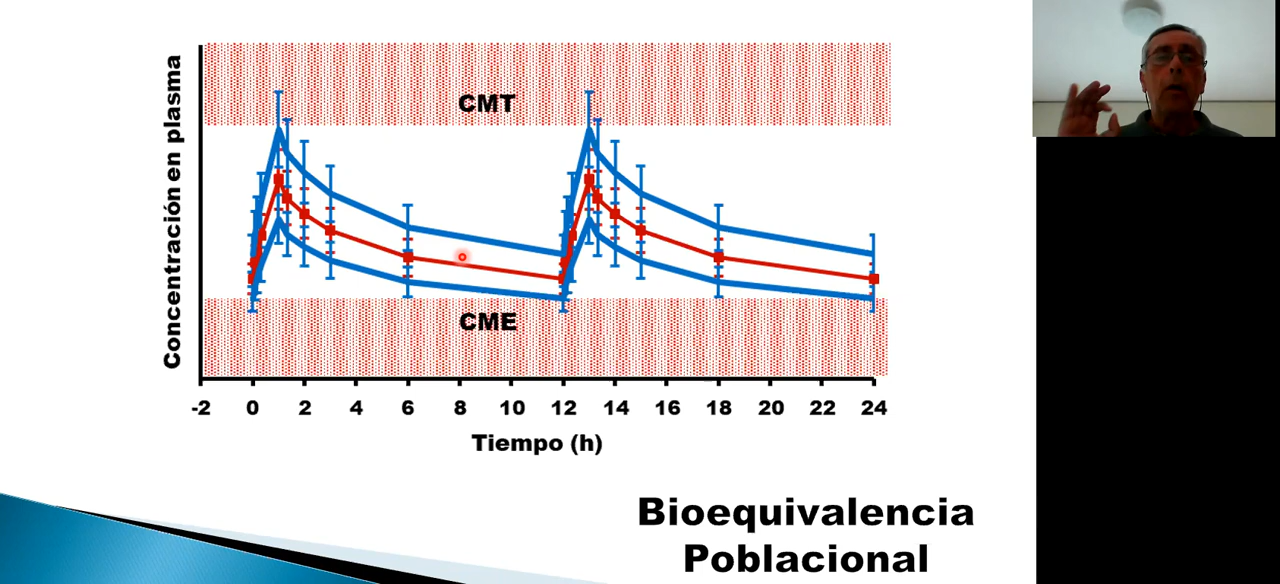 Concentración en plasma
CMT
CME
-2 0 2 4 6 8 10 12 14 16 18 20 22 24
Tiempo (h)
Bioequivalencia
Poblacional